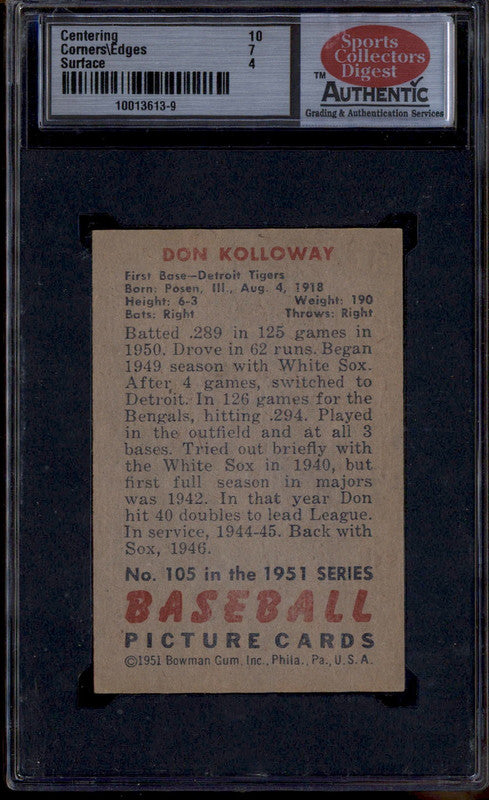 Centering 10
Corners\Edges 7
Surface 4
10013613-9
Sports
Collectors
Digest
TM AUTHENTIC
Grading & Authentication Services
DON KOLLOWAY
First Base—Detroit Tigers
Born: Posen, Ill., Aug. 4, 1918
Height: 6-3 Weight: 190
Bats: Right Throws: Right
Batted .289 in 125 games in
1950. Drove in 62 runs. Began
1949 season with White Sox.
After 4 games, switched to
Detroit. In 126 games for the
Bengals, hitting .294. Played
in the outfield and at all 3
bases. Tried out briefly with
the White Sox in 1940, but
first full season in majors
was 1942. In that year Don
hit 40 doubles to lead League.
In service, 1944-45. Back with
Sox, 1946.
No. 105 in the 1951 SERIES
BASEBALL
PICTURE CARDS
©1951 Bowman Gum, Inc., Phila., Pa., U.S.A.